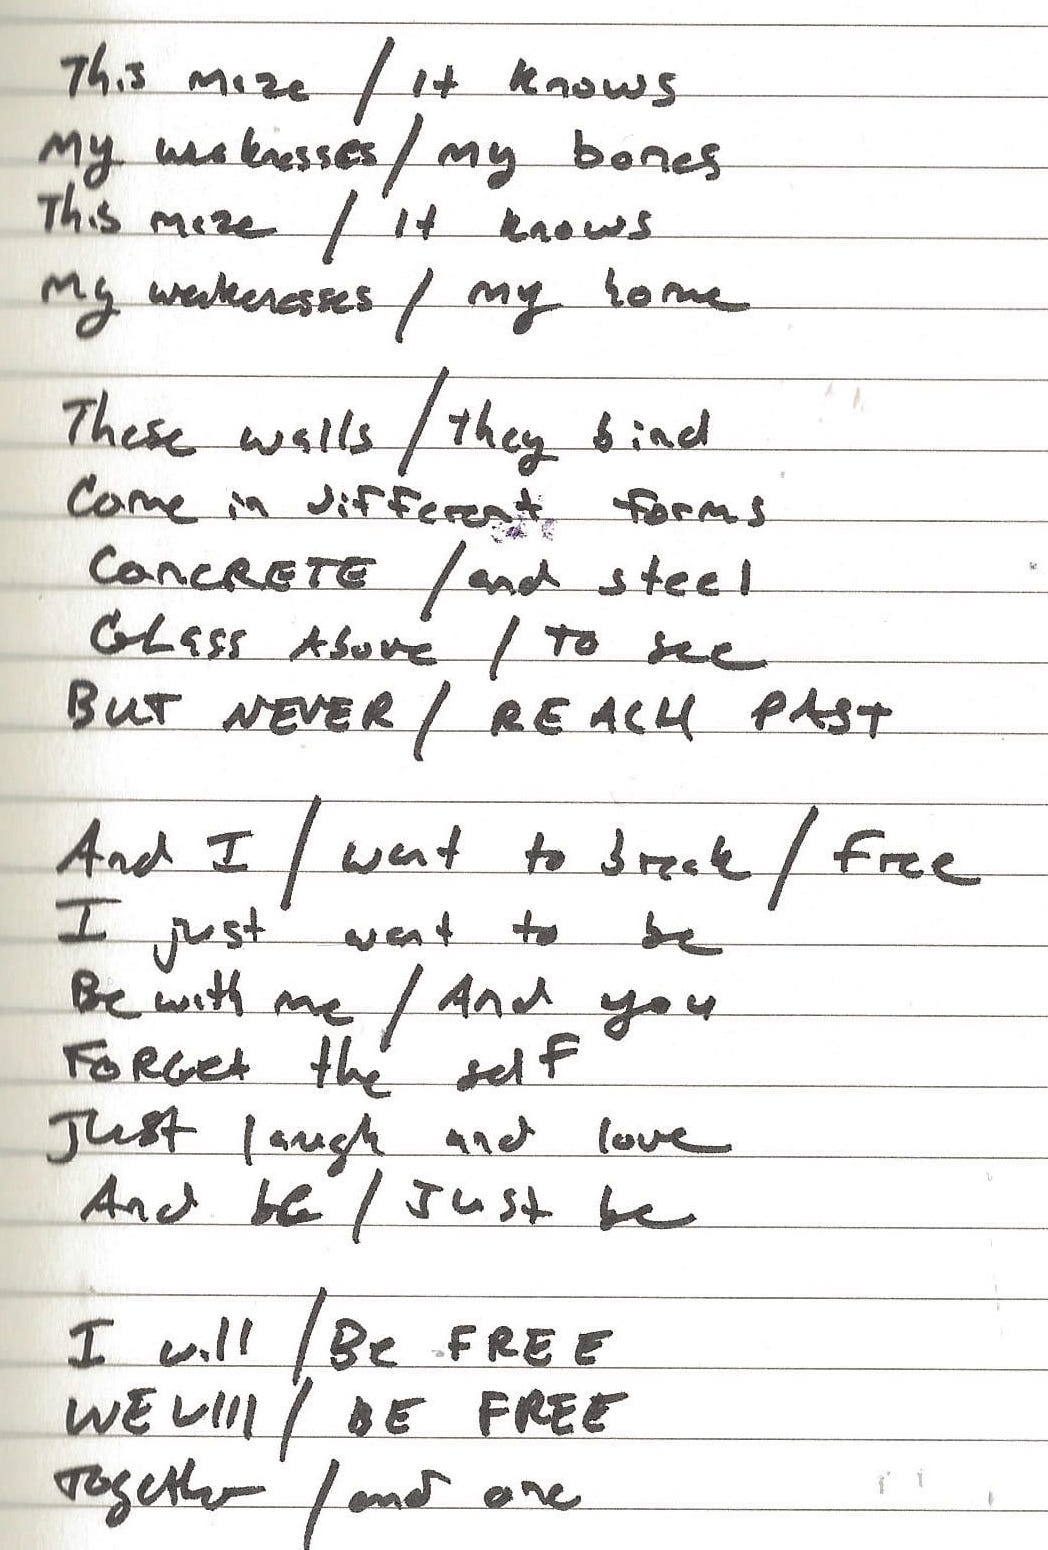 This maze / It knows
My weaknesses / my bones
This maze / It knows
My weakenesses / my home
These walls / they bind
Come in different forms
CONCRETE / and steel
GLASS Above / To see
BUT NEVER / REACH PAST
And I / want to break / free
I just want to be
Be with me / And you
FORGET the self
Just laugh and love
And be / Just be
I will / Be FREE
WE WIll / BE FREE
Together / and one